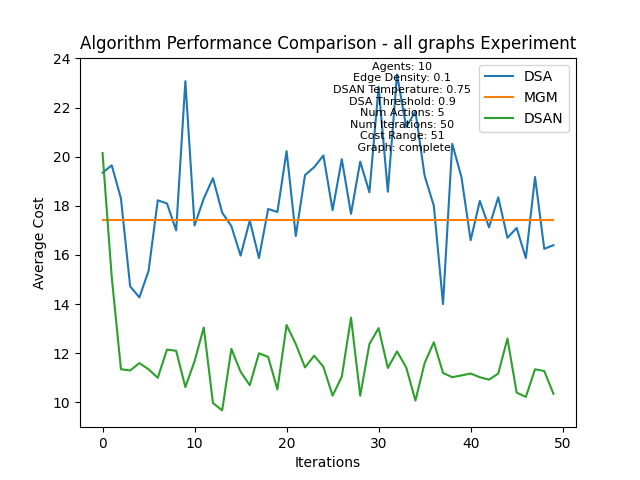 Algorithm Performance Comparison - all graphs Experiment
Average Cost
24
22
20
18
16
14
12
10
Agents: 10
Edge Density: 0.1
DSAN Temperature: 0.75
DSA Threshold: 0.9
Num Actions: 5
Num Iterations: 50
Cost Range: 51
Graph: complete
DSA
MGM
DSAN
0
10
20
30
40
50
Iterations